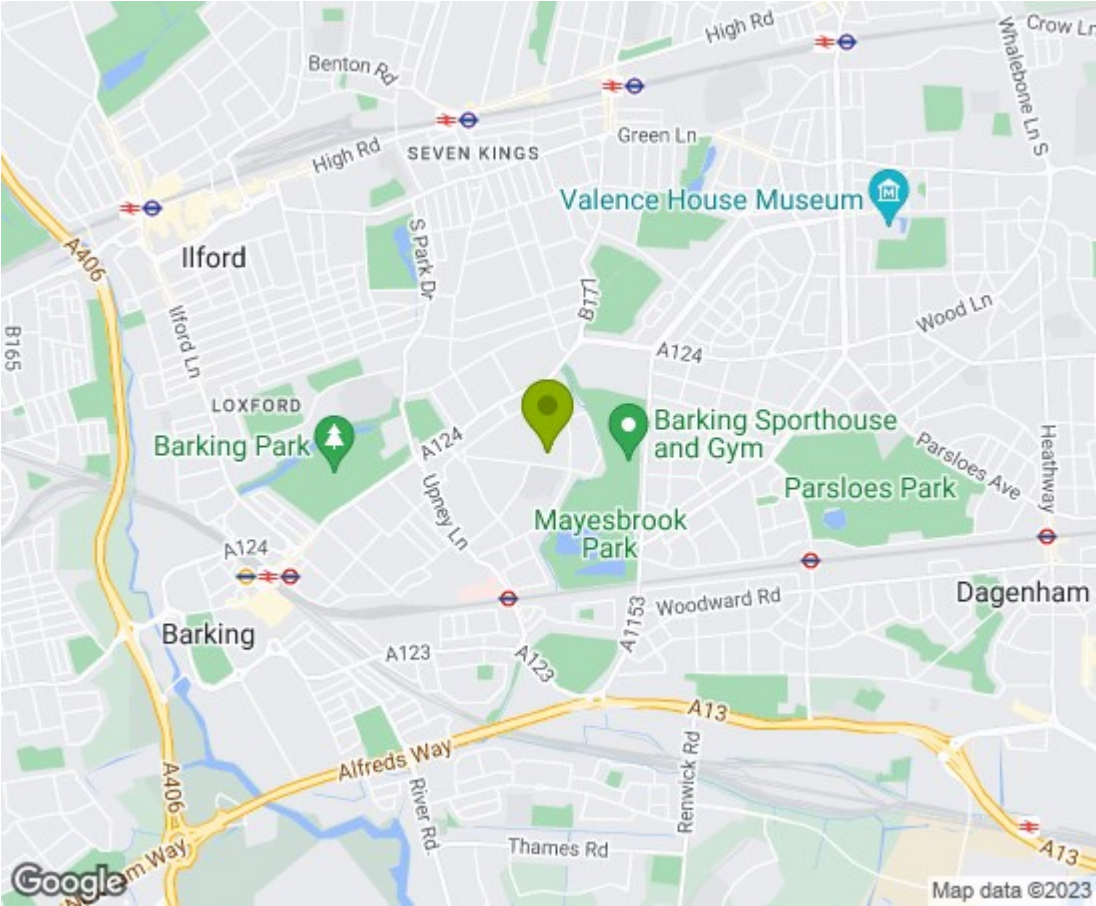 High Rd
Crow Ln
Whalebone Ln S
Benton Rd
Green Ln
SEVEN KINGS
High Rd
Valence House Museum
M
S Park Dr
Ilford
A406
B171
Wood Ln
Ilford Ln
B165
A124
LOXFORD
Barking Sporthouse
and Gym
Barking Park
A124
Parsloes Ave
Heathway
Upney Ln
Parsloes Park
Mayesbrook
Park
A124
Woodward Rd
Dagenham
A1153
Barking
A123
A123
A13
Alfreds Way
Renwick Rd
A406
River Rd
Thames Rd
A13
Way
Google
Map data ©2023